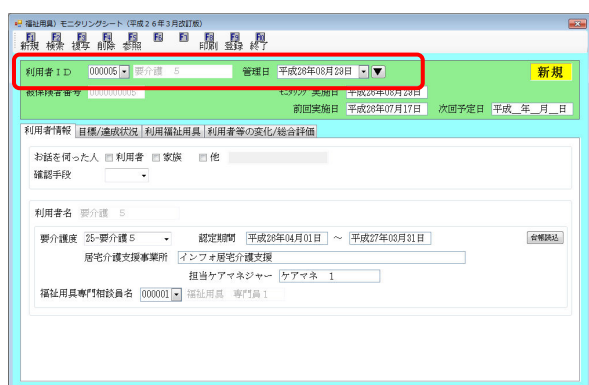 福祉用具）モニタリングシート（平成２６年３月改訂版）
F1 F2 F3 F4 F5 F6 F7 F8 F9 F10
新規 検索 複写 削除 参照 印刷 登録 終了
利用者ＩＤ 000005 要介護 5 管理日 平成26年08月29日 ▼ 新規
被保険者番号 0000000005 ﾓﾆﾀﾘﾝｸﾞ 実施日 平成26年08月29日
前回実施日 平成26年07月17日 次回予定日 平成__年__月__日
利用者情報 目標/達成状況 利用福祉用具 利用者等の変化/総合評価
お話を伺った人 利用者 家族 他
確認手段
利用者名 要介護 5
要介護度 25-要介護５ 認定期間 平成26年04月01日 ～ 平成27年03月31日 台帳読込
居宅介護支援事業所 インフォ居宅介護支援
担当ケアマネジャー ケアマネ 1
福祉用具専門相談員名 000001 福祉用具 専門員１